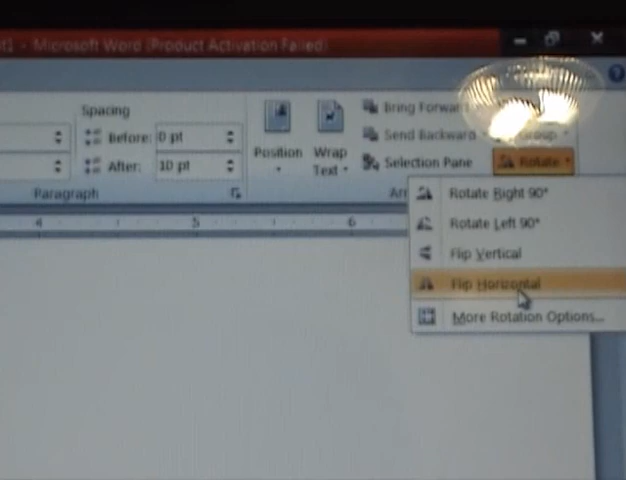 t1 - Microsoft Word (Product Activation Failed)
Spacing
Before: 0 pt
After: 10 pt
Paragraph
Position
Wrap
Text
Bring Forward
Send Backward
Selection Pane
Group
Rotate
Rotate Right 90°
Rotate Left 90°
Flip Vertical
Flip Horizontal
More Rotation Options...
4 5 6